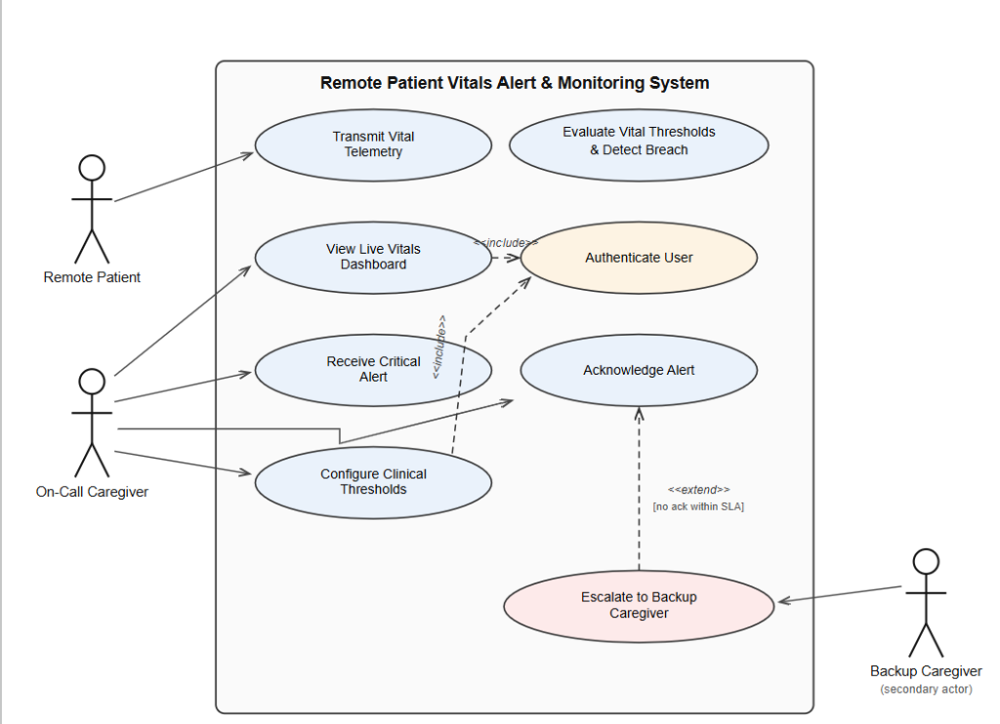 Remote Patient Vitals Alert & Monitoring System
Transmit Vital
Telemetry
Evaluate Vital Thresholds
& Detect Breach
Remote Patient
View Live Vitals
Dashboard
<<include>>
Authenticate User
<<include>>
Receive Critical
Alert
Acknowledge Alert
On-Call Caregiver
Configure Clinical
Thresholds
<<extend>>
[no ack within SLA]
Escalate to Backup
Caregiver
Backup Caregiver
(secondary actor)